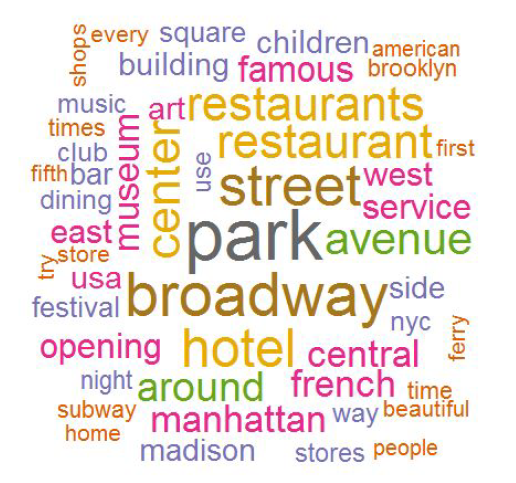 shops every square children american
building famous brooklyn
music art restaurants
times museum center restaurant first
club
fifth bar use street west
dining service
east park avenue
try store
usa broadway side
festival nyc
opening hotel central ferry
night around french time
subway manhattan way beautiful
home
madison stores people